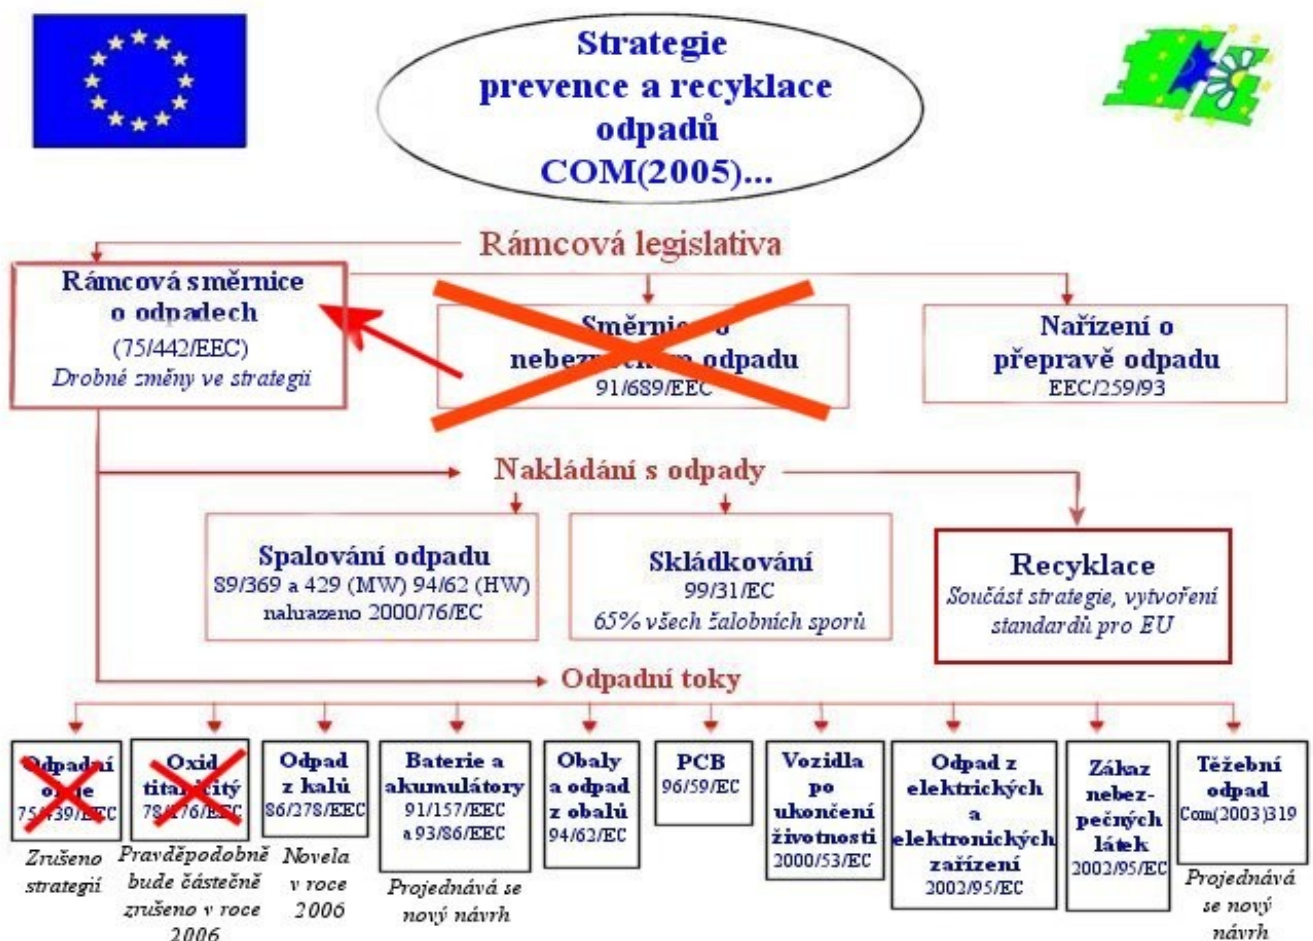 Strategie
prevence a recyklace
odpadů
COM(2005)...
Rámcová legislativa
Rámcová směrnice
o odpadech
(75/442/EEC)
Drobné změny ve strategii
Směrnice o
nebezpečném odpadu
91/689/EEC
Nařízení o
přepravě odpadu
EEC/259/93
Nakládání s odpady
Spalování odpadu
89/369 a 429 (MW) 94/62 (HW)
nahrazeno 2000/76/EC
Skládkování
99/31/EC
65% všech žalobních sporů
Recyklace
Součást strategie, vytvoření
standardů pro EU
Odpadní toky
Odpadní
oleje
75/439/EEC
Zrušeno
strategií
Oxid
titaničitý
78/176/EEC
Pravděpodobně
bude částečně
zrušeno v roce
2006
Odpad
z kalů
86/278/EEC
Novela
v roce
2006
Baterie a
akumulátory
91/157/EEC
a 93/86/EEC
Projednává se
nový návrh
Obaly
a odpad
z obalů
94/62/EC
PCB
96/59/EC
Vozidla
po
ukončení
životnosti
2000/53/EC
Odpad z
elektrických
a
elektronických
zařízení
2002/95/EC
Zákaz
nebez-
pečných
látek
2002/95/EC
Těžební
odpad
Com(2003)319
Projednává
se nový
návrh